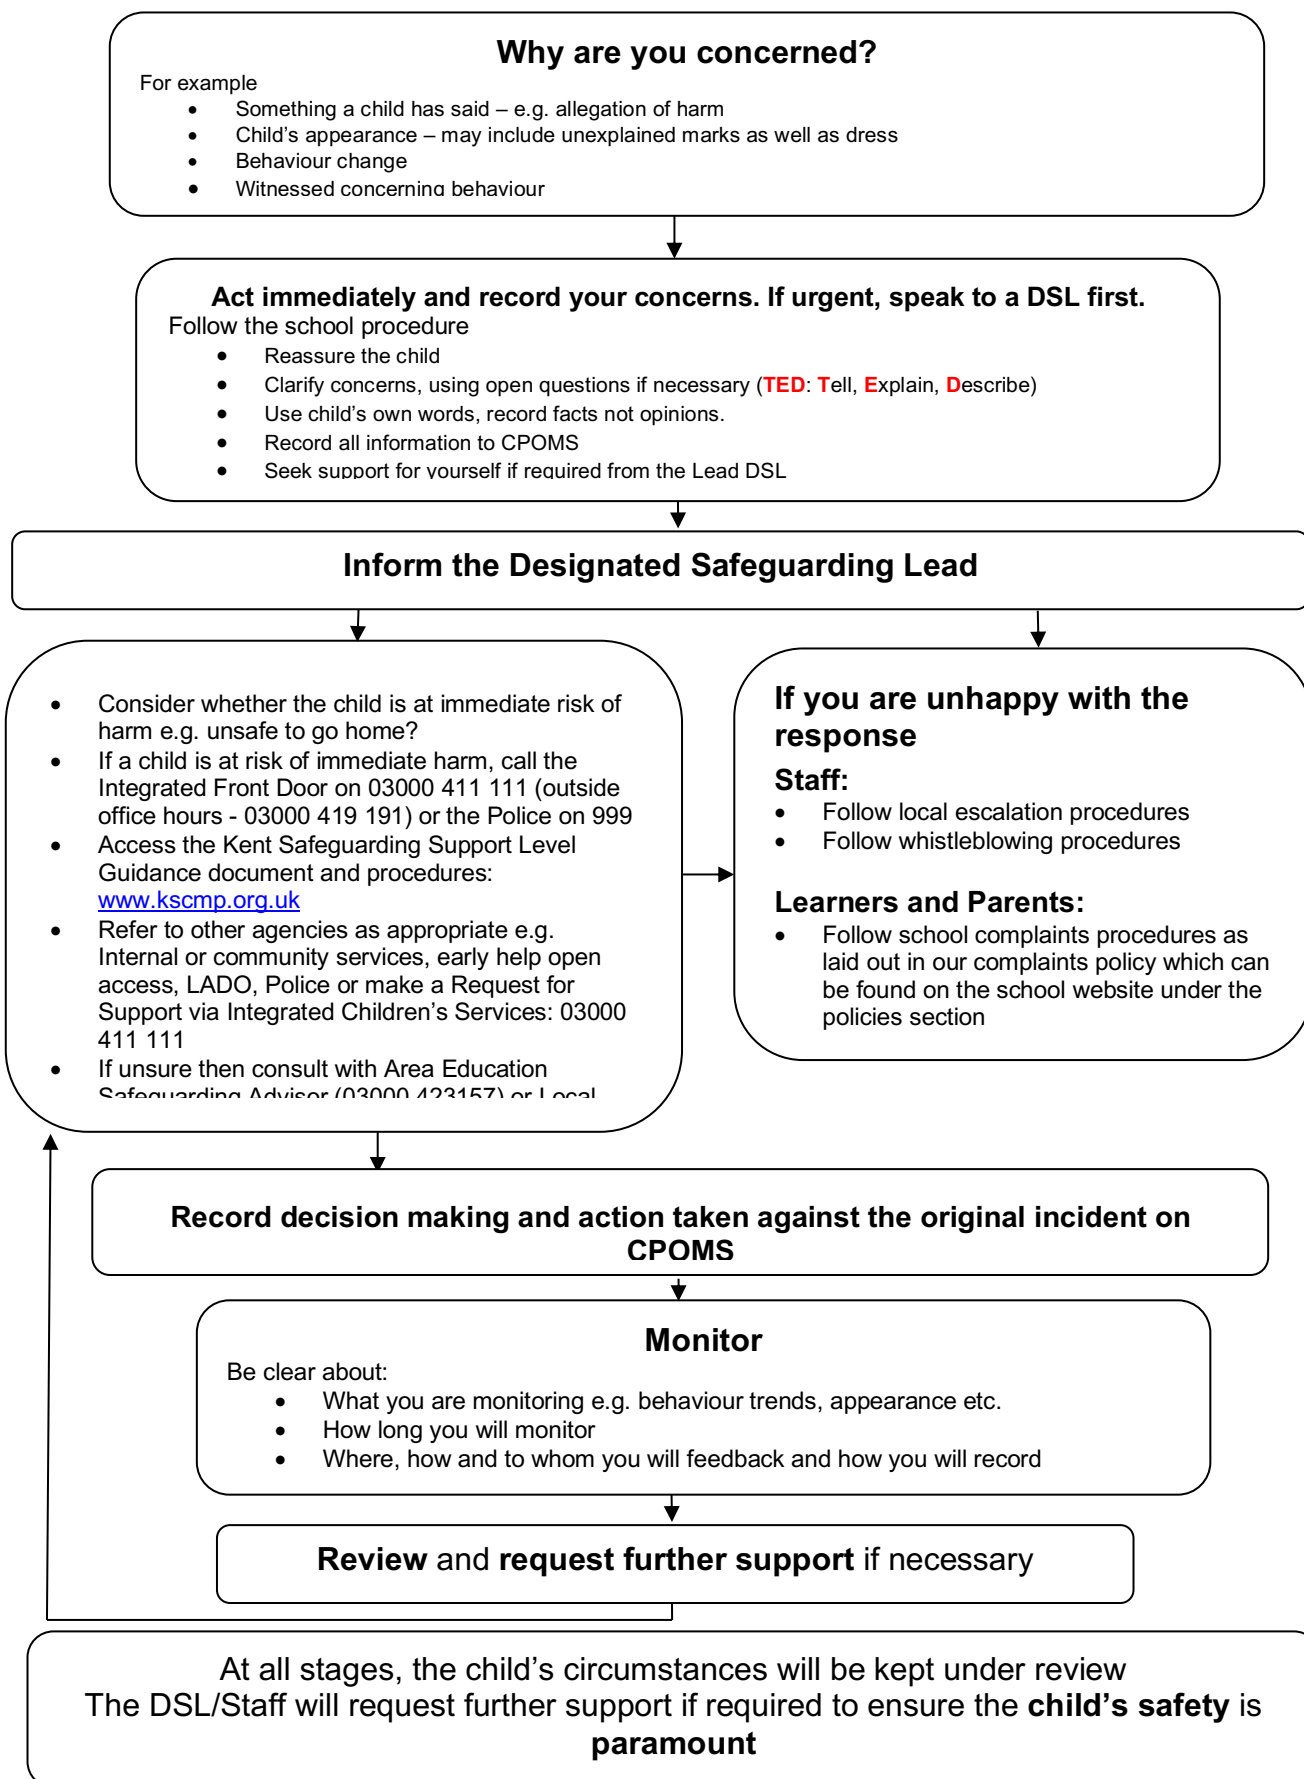 Why are you concerned?
For example
• Something a child has said – e.g. allegation of harm
• Child’s appearance – may include unexplained marks as well as dress
• Behaviour change
• Witnessed concerning behaviour
Act immediately and record your concerns. If urgent, speak to a DSL first.
Follow the school procedure
• Reassure the child
• Clarify concerns, using open questions if necessary (TED: Tell, Explain, Describe)
• Use child’s own words, record facts not opinions.
• Record all information to CPOMS
• Seek support for yourself if required from the Lead DSL
Inform the Designated Safeguarding Lead
• Consider whether the child is at immediate risk of
harm e.g. unsafe to go home?
• If a child is at risk of immediate harm, call the
Integrated Front Door on 03000 411 111 (outside
office hours - 03000 419 191) or the Police on 999
• Access the Kent Safeguarding Support Level
Guidance document and procedures:
www.kscmp.org.uk
• Refer to other agencies as appropriate e.g.
Internal or community services, early help open
access, LADO, Police or make a Request for
Support via Integrated Children’s Services: 03000
411 111
• If unsure then consult with Area Education
Safeguarding Advisor (03000 423157) or Local
If you are unhappy with the
response
Staff:
• Follow local escalation procedures
• Follow whistleblowing procedures
Learners and Parents:
• Follow school complaints procedures as
laid out in our complaints policy which can
be found on the school website under the
policies section
Record decision making and action taken against the original incident on
CPOMS
Monitor
Be clear about:
• What you are monitoring e.g. behaviour trends, appearance etc.
• How long you will monitor
• Where, how and to whom you will feedback and how you will record
Review and request further support if necessary
At all stages, the child’s circumstances will be kept under review
The DSL/Staff will request further support if required to ensure the child’s safety is
paramount